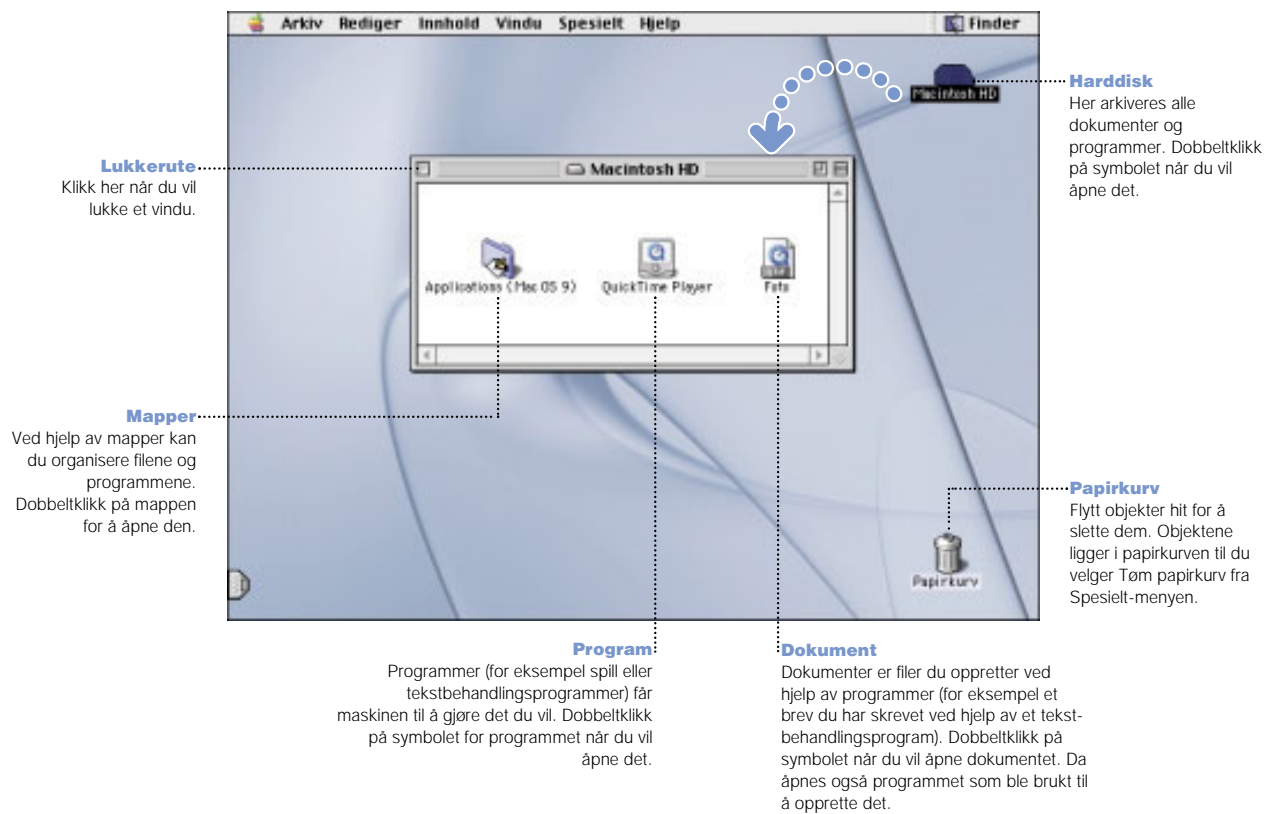 Arkiv Rediger Innhold Vindu Spesielt Hjelp Finder
Harddisk
Her arkiveres alle
dokumenter og
programmer. Dobbeltklikk
på symbolet når du vil
åpne det.
Macintosh HD
Lukkerute
Klikk her når du vil
lukke et vindu.
Macintosh HD
Applications (Mac OS 9) QuickTime Player Foto
Mapper
Ved hjelp av mapper kan
du organisere filene og
programmene.
Dobbeltklikk på mappen
for å åpne den.
Papirkurv
Flytt objekter hit for å
slette dem. Objektene
ligger i papirkurven til du
velger Tøm papirkurv fra
Spesielt-menyen.
Papirkurv
Program
Programmer (for eksempel spill eller
tekstbehandlingsprogrammer) får
maskinen til å gjøre det du vil. Dobbeltklikk
på symbolet for programmet når du vil
åpne det.
Dokument
Dokumenter er filer du oppretter ved
hjelp av programmer (for eksempel et
brev du har skrevet ved hjelp av et tekst-
behandlingsprogram). Dobbeltklikk på
symbolet når du vil åpne dokumentet. Da
åpnes også programmet som ble brukt til
å opprette det.